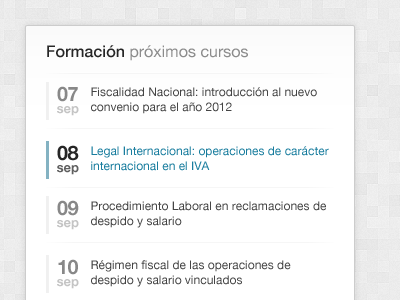 Formación próximos cursos
07
sep
Fiscalidad Nacional: introducción al nuevo
convenio para el año 2012
08
sep
Legal Internacional: operaciones de carácter
internacional en el IVA
09
sep
Procedimiento Laboral en reclamaciones de
despido y salario
10
sep
Régimen fiscal de las operaciones de
despido y salario vinculados